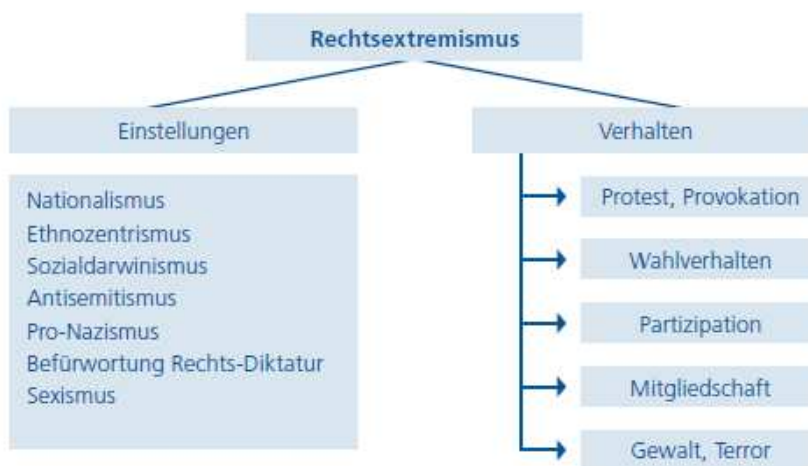 Rechtsextremismus
Einstellungen
Nationalismus
Ethnozentrismus
Sozialdarwinismus
Antisemitismus
Pro-Nazismus
Befürwortung Rechts-Diktatur
Sexismus
Verhalten
Protest, Provokation
Wahlverhalten
Partizipation
Mitgliedschaft
Gewalt, Terror